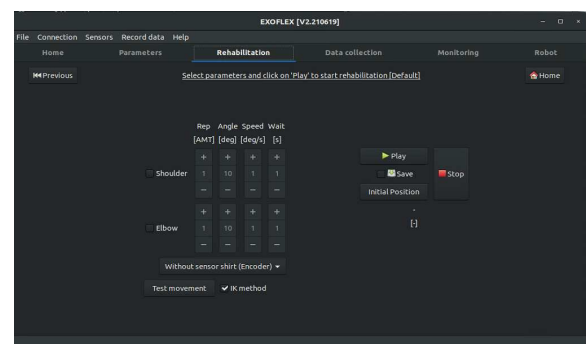 EXOFLEX [V2.210619]
File Connection Sensors Record data Help
Home Parameters Rehabilitation Data collection Monitoring Robot
Previous Select parameters and click on 'Play' to start rehabilitation [Default] Home
Rep Angle Speed Wait
[AMT] [deg] [deg/s] [s]
+ + + +
Shoulder 1 10 1 1
− − − −
+ + + +
Elbow 1 10 1 1
− − − −
Without sensor shirt (Encoder)
Test movement IK method
Play
Save
Stop
Initial Position
-
[-]